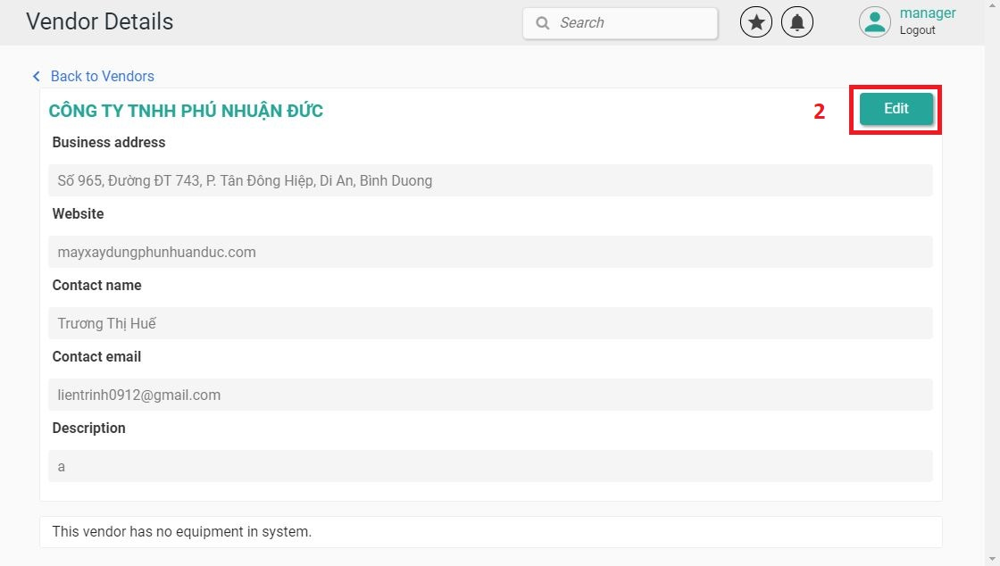 Vendor Details
Search
manager
Logout
Back to Vendors
CÔNG TY TNHH PHÚ NHUẬN ĐỨC
2
Edit
Business address
Số 965, Đường ĐT 743, P. Tân Đông Hiệp, Di An, Bình Duong
Website
mayxaydungphunhuanduc.com
Contact name
Trương Thị Huế
Contact email
lientrinh0912@gmail.com
Description
a
This vendor has no equipment in system.